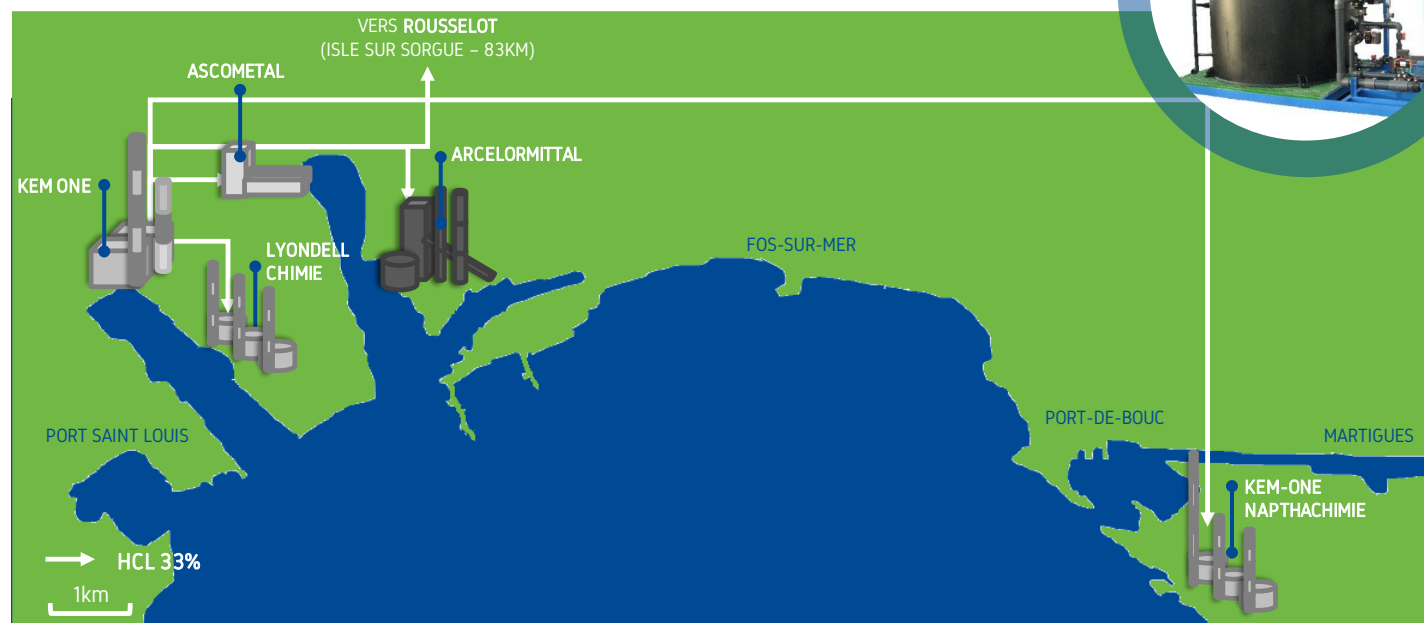 VERS ROUSSELOT
(ISLE SUR SORGUE – 83KM)
ASCOMETAL
ARCELORMITTAL
KEM ONE
LYONDELL
CHIMIE
FOS-SUR-MER
PORT-DE-BOUC
PORT SAINT LOUIS
MARTIGUES
KEM-ONE
NAPTHACHIMIE
HCL 33%
1km